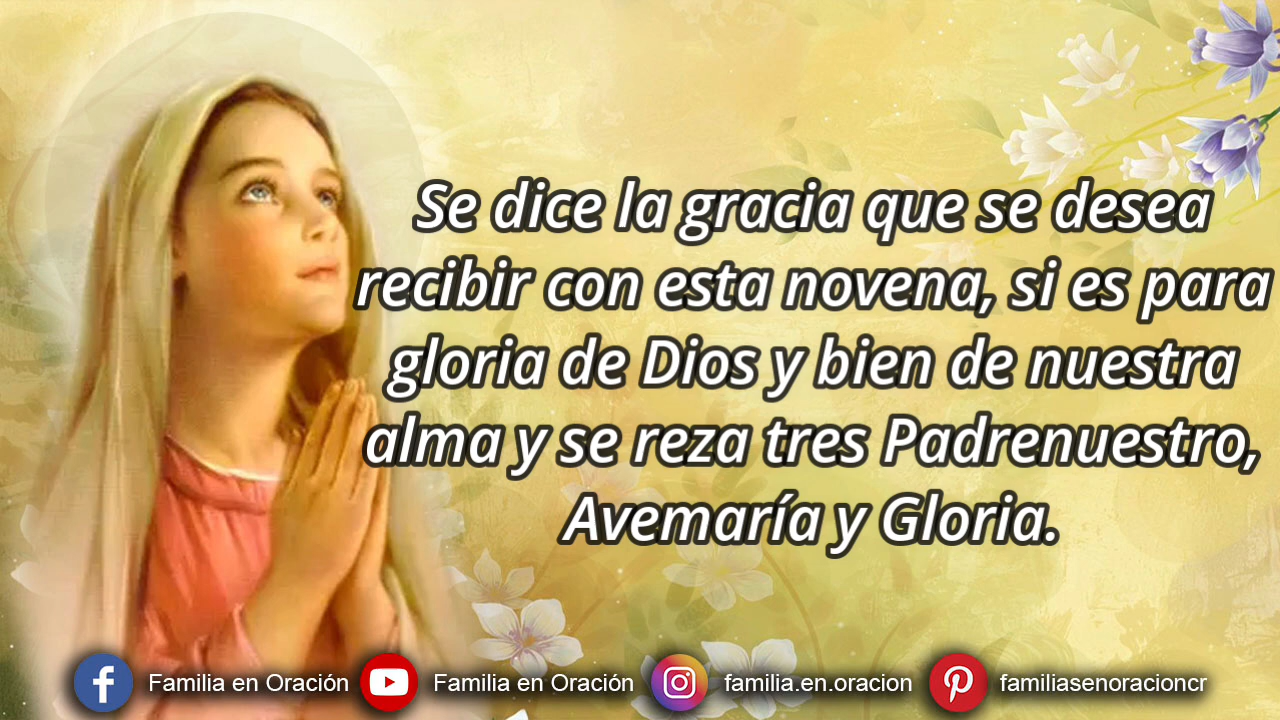 Se dice la gracia que se desea
recibir con esta novena, si es para
gloria de Dios y bien de nuestra
alma y se reza tres Padrenuestro,
Avemaría y Gloria.
Familia en Oración
Familia en Oración
familia.en.oracion
familiasenoracioncr